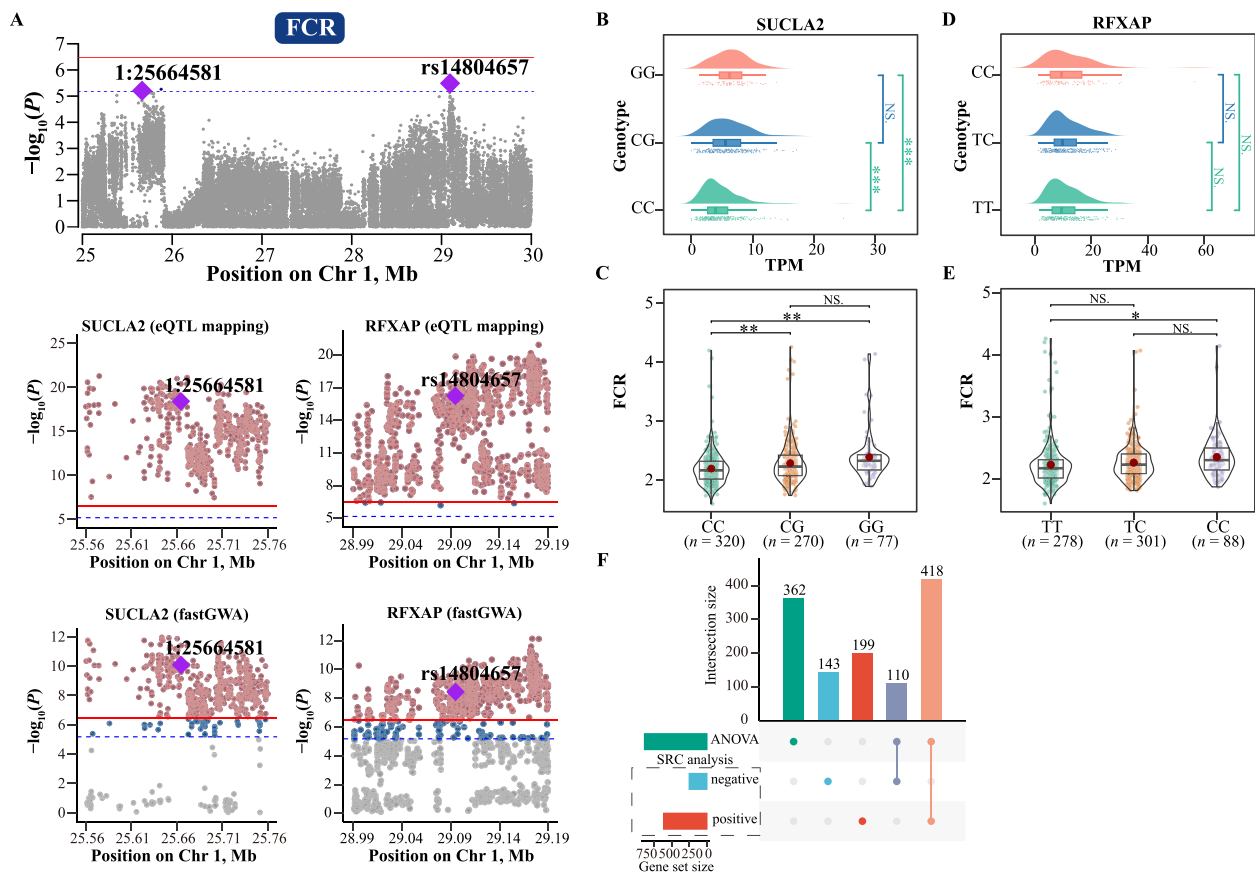 A
FCR
7
6
5
4
3
2
1
0
−log10(P)
1:25664581
rs14804657
25
26
27
28
29
30
Position on Chr 1, Mb
SUCLA2 (eQTL mapping)
25
20
15
10
5
−log10(P)
1:25664581
25.56
25.61
25.66
25.71
25.76
Position on Chr 1, Mb
RFXAP (eQTL mapping)
20
17
14
11
8
5
−log10(P)
rs14804657
28.99
29.04
29.09
29.14
29.19
Position on Chr 1, Mb
SUCLA2 (fastGWA)
12
10
8
6
4
2
0
−log10(P)
1:25664581
25.56
25.61
25.66
25.71
25.76
Position on Chr 1, Mb
RFXAP (fastGWA)
12
10
8
6
4
2
0
−log10(P)
rs14804657
28.99
29.04
29.09
29.14
29.19
Position on Chr 1, Mb
B
SUCLA2
Genotype
GG
CG
CC
NS.
***
***
0
10
20
30
TPM
D
RFXAP
Genotype
CC
TC
TT
NS.
NS.
NS.
0
20
40
60
TPM
C
FCR
5
4
3
2
NS.
**
**
CC
CG
GG
(n = 320)
(n = 270)
(n = 77)
E
FCR
5
4
3
2
NS.
*
NS.
TT
TC
CC
(n = 278)
(n = 301)
(n = 88)
F
Intersection size
400
300
200
100
0
362
143
199
110
418
ANOVA
SRC analysis
negative
positive
750
500
250
0
Gene set size